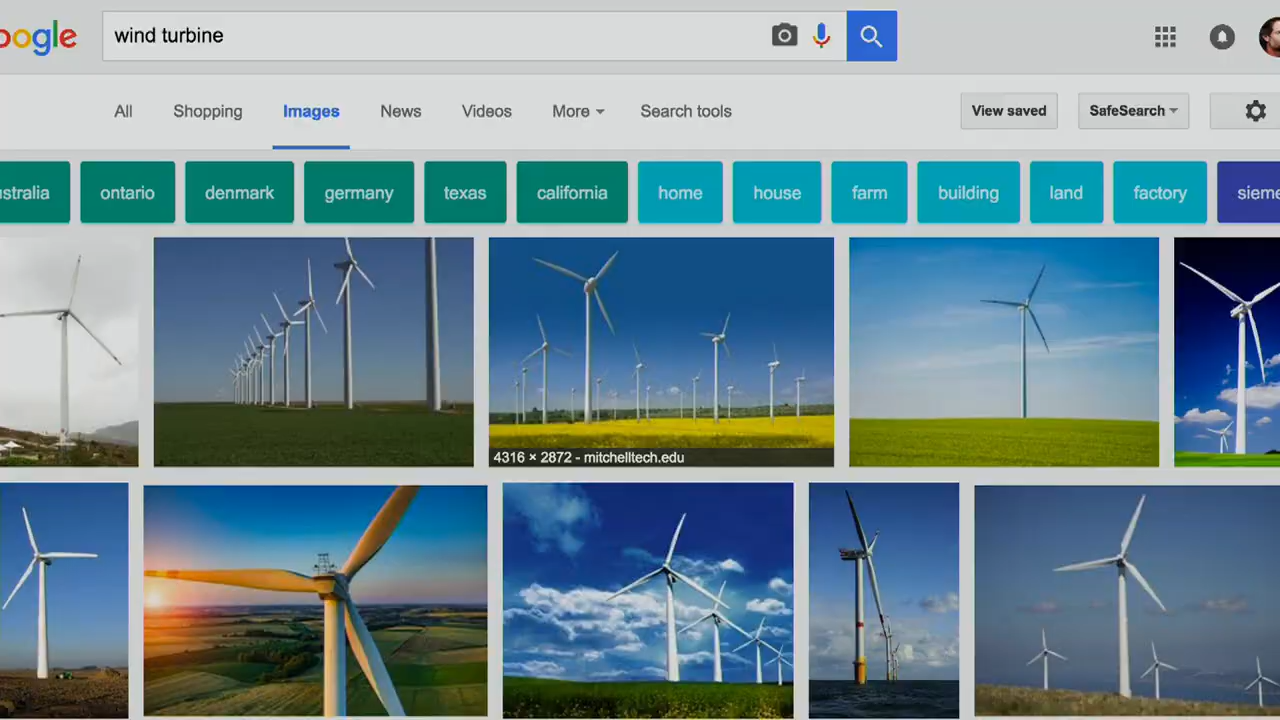 oogle
wind turbine
All Shopping Images News Videos More Search tools View saved SafeSearch
stralia ontario denmark germany texas california home house farm building land factory sieme
4316 × 2872 - mitchelltech.edu